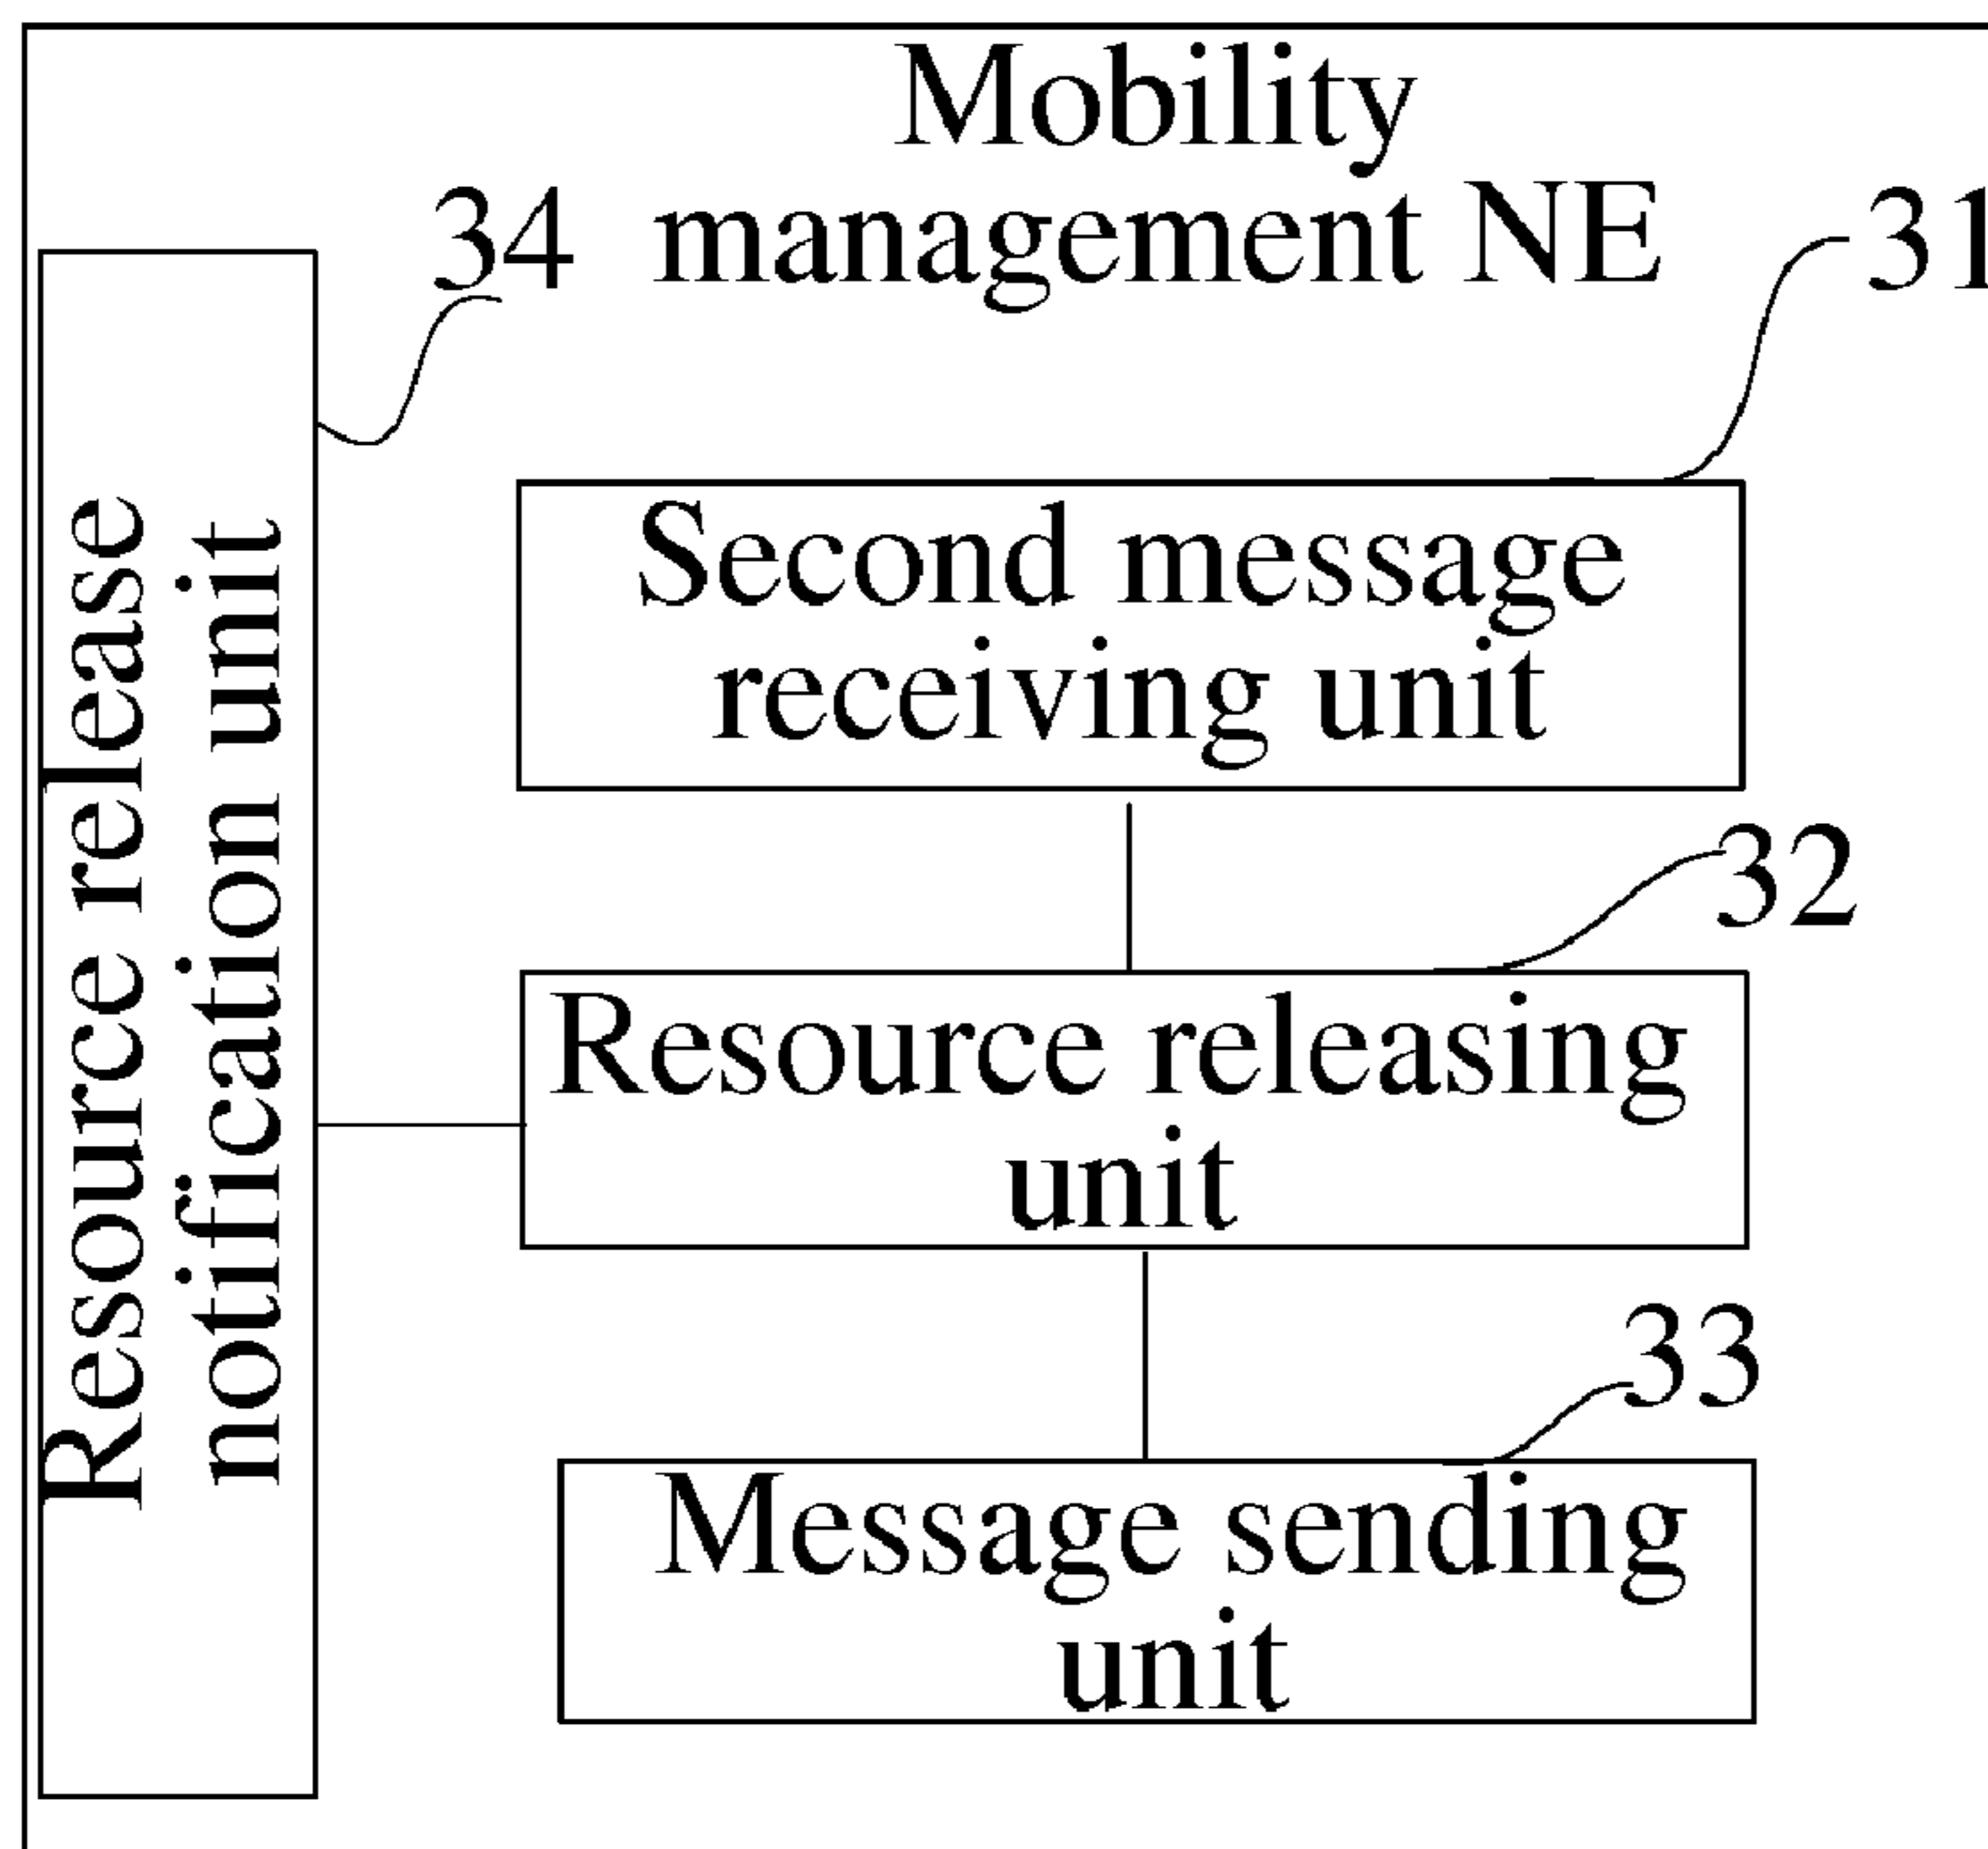 Mobility
management NE
34
31
Second message
receiving unit
32
Resource releasing
unit
33
Message sending
unit
Resource release
notification unit